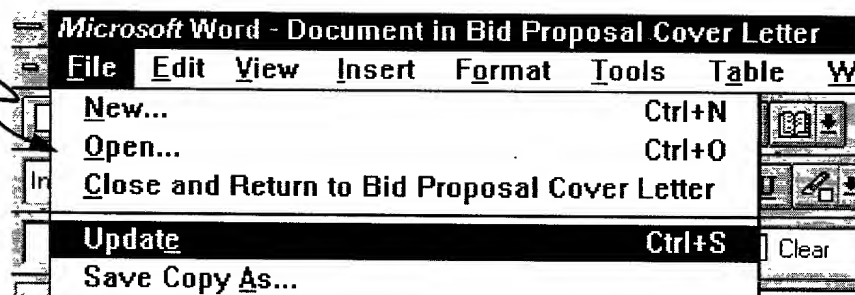 Microsoft Word - Document in Bid Proposal Cover Letter
File Edit View Insert Format Tools Table W
New... Ctrl+N
Open... Ctrl+O
Close and Return to Bid Proposal Cover Letter
In
Update Ctrl+S
Clear
Save Copy As...